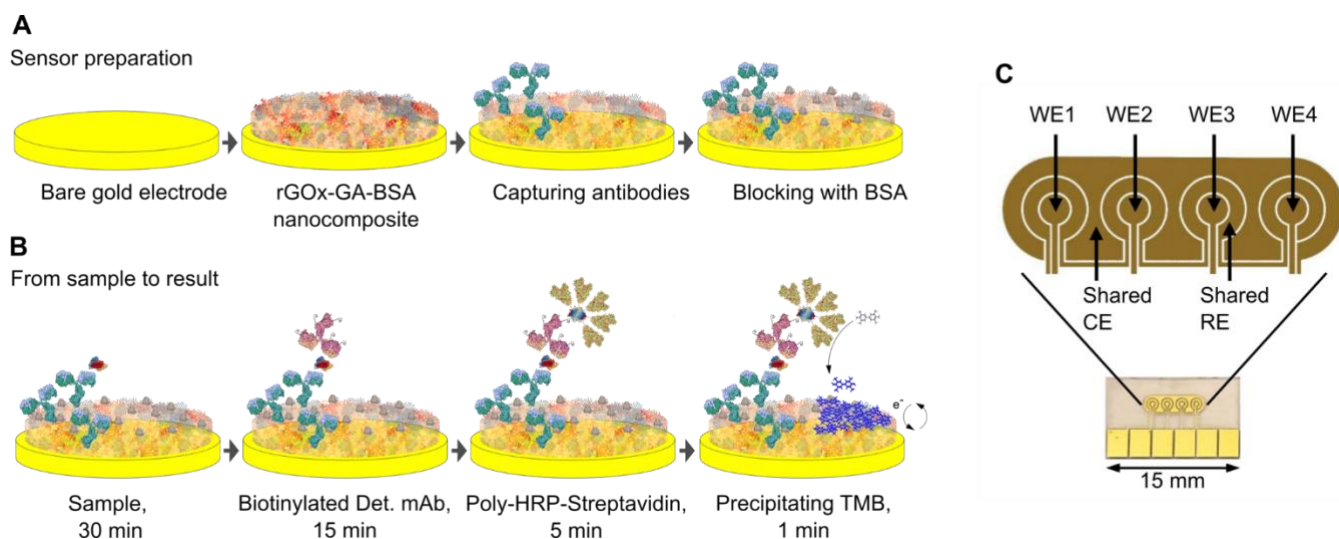 A
Sensor preparation
Bare gold electrode
rGOx-GA-BSA
nanocomposite
Capturing antibodies
Blocking with BSA
B
From sample to result
e-
Sample,
30 min
Biotinylated Det. mAb,
15 min
Poly-HRP-Streptavidin,
5 min
Precipitating TMB,
1 min
C
WE1
WE2
WE3
WE4
Shared
CE
Shared
RE
15 mm